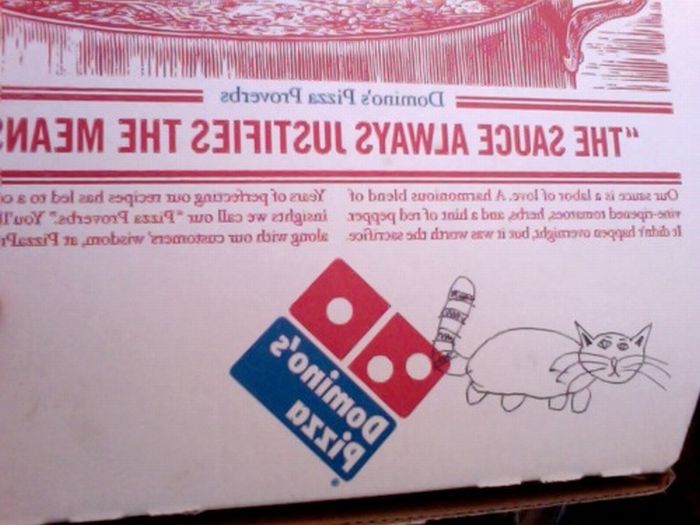 Domino's Pizza Proverbs
"THE SAUCE ALWAYS JUSTIFIES THE MEANS
Our sauce is a labor of love. A harmonious blend of
vine-ripened tomatoes, herbs, and a hint of red pepper.
It didn't happen overnight, but it was worth the sacrifice.
Years of perfecting our recipes has led to a
insights we call our "Pizza Proverbs." You'll
along with our customers' wisdom, at
Domino's
Pizza